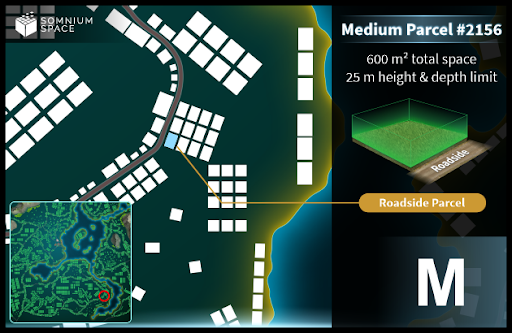 SOMNIUM
SPACE
Medium Parcel #2156
600 m² total space
25 m height & depth limit
Roadside
Roadside Parcel
M